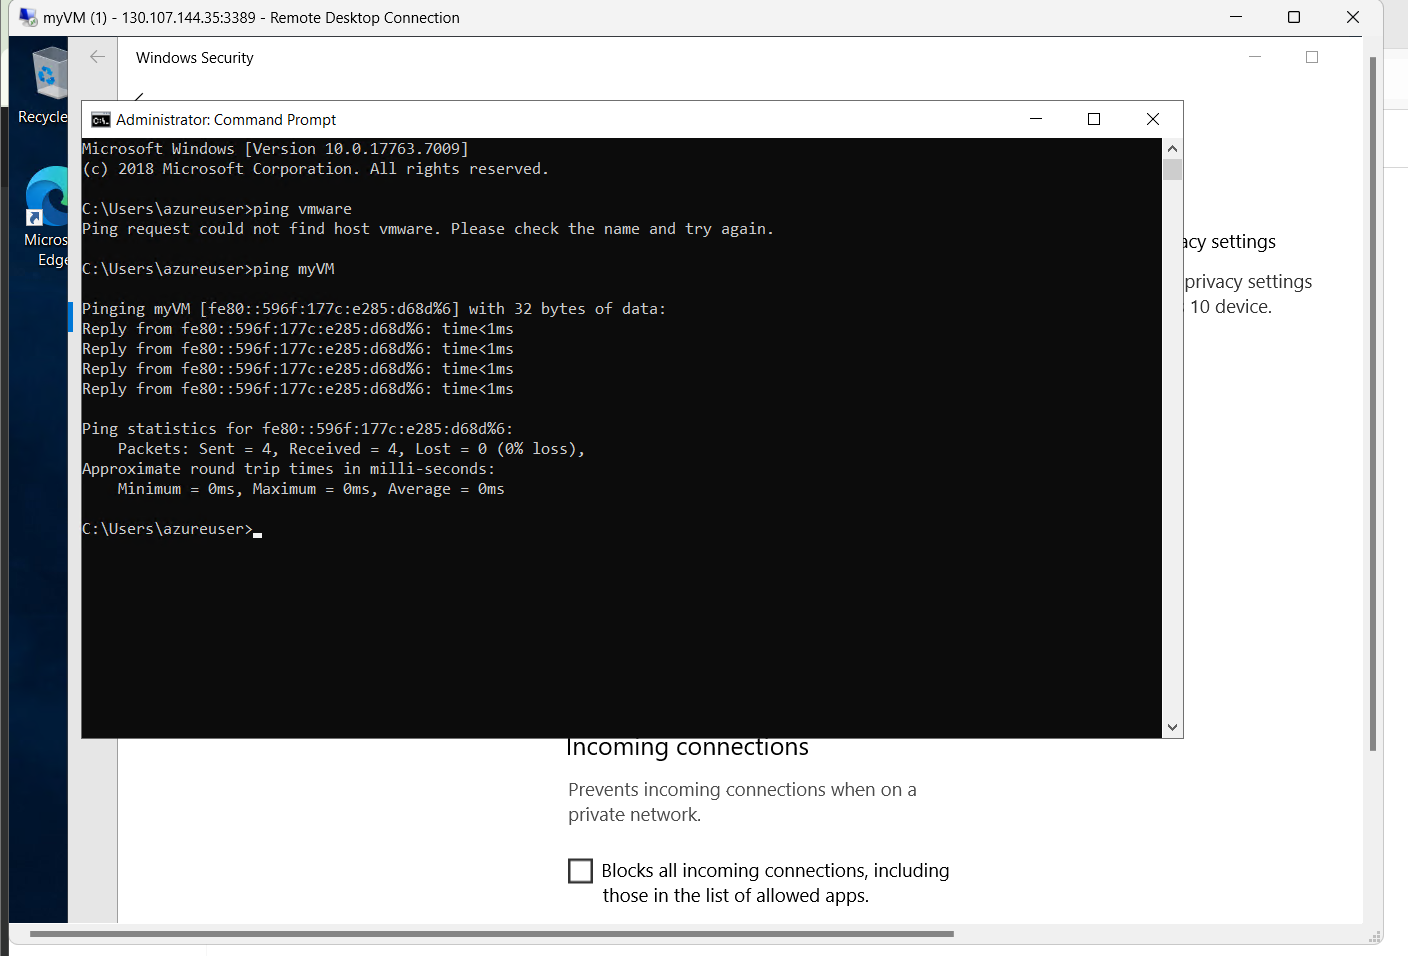 myVM (1) - 130.107.144.35:3389 - Remote Desktop Connection
Windows Security
Recycle
Micros
Edge
Administrator: Command Prompt
Microsoft Windows [Version 10.0.17763.7009]
(c) 2018 Microsoft Corporation. All rights reserved.
C:\Users\azureuser>ping vmware
Ping request could not find host vmware. Please check the name and try again.
C:\Users\azureuser>ping myVM
Pinging myVM [fe80::596f:177c:e285:d68d%6] with 32 bytes of data:
Reply from fe80::596f:177c:e285:d68d%6: time<1ms
Reply from fe80::596f:177c:e285:d68d%6: time<1ms
Reply from fe80::596f:177c:e285:d68d%6: time<1ms
Reply from fe80::596f:177c:e285:d68d%6: time<1ms
Ping statistics for fe80::596f:177c:e285:d68d%6:
    Packets: Sent = 4, Received = 4, Lost = 0 (0% loss),
Approximate round trip times in milli-seconds:
    Minimum = 0ms, Maximum = 0ms, Average = 0ms
C:\Users\azureuser>
acy settings
privacy settings
10 device.
Incoming connections
Prevents incoming connections when on a
private network.
Blocks all incoming connections, including
those in the list of allowed apps.